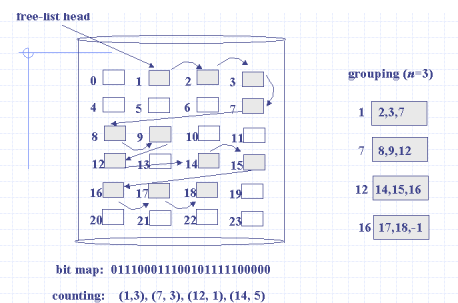 free-list head
0 1 2 3
4 5 6 7
8 9 10 11
12 13 14 15
16 17 18 19
20 21 22 23
grouping (n=3)
1 2,3,7
7 8,9,12
12 14,15,16
16 17,18,-1
bit map: 011100011100101111100000
counting: (1,3), (7, 3), (12, 1), (14, 5)